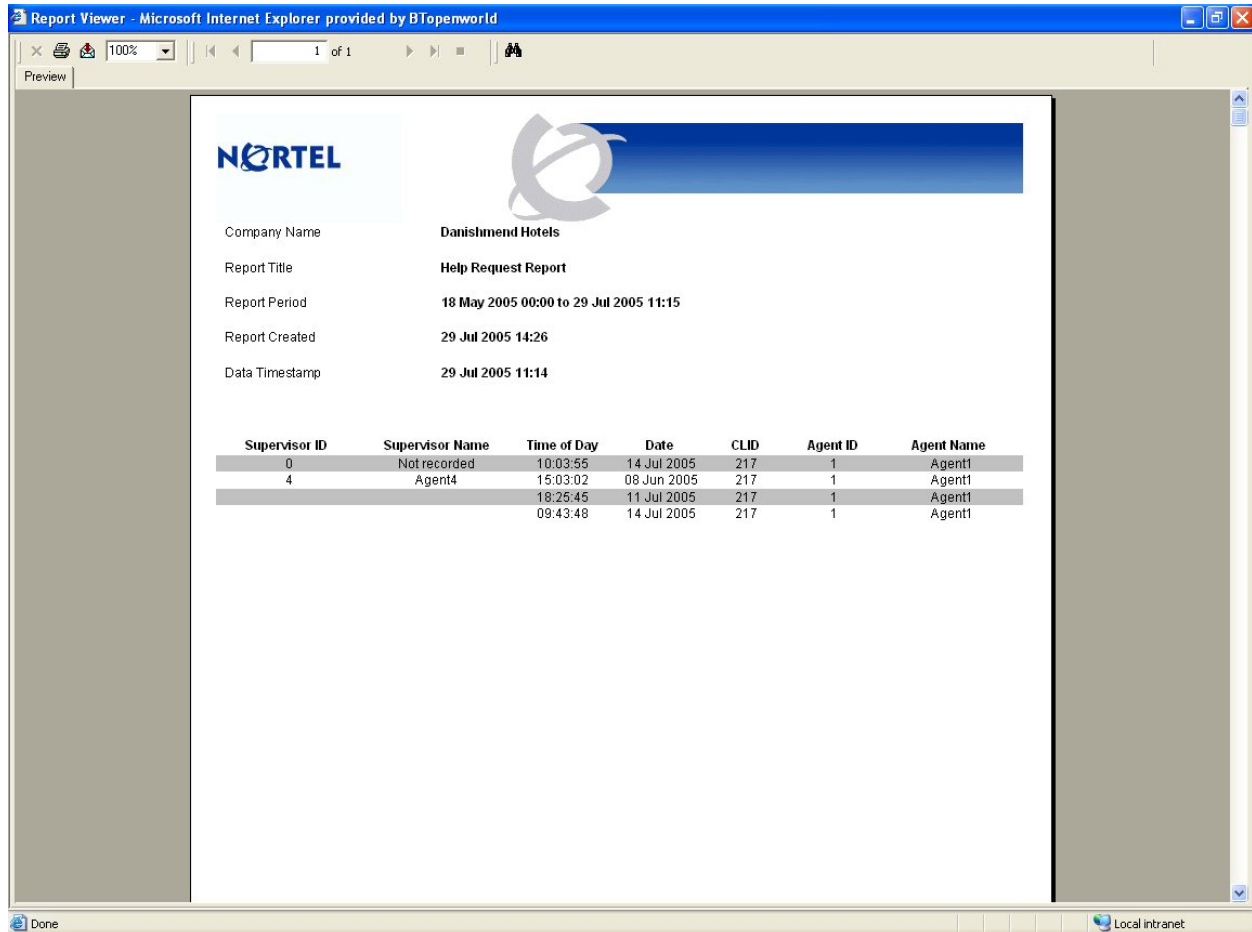 Report Viewer - Microsoft Internet Explorer provided by BTopenworld
100% 1 of 1
Preview
NORTEL
Company Name Danishmend Hotels
Report Title Help Request Report
Report Period 18 May 2005 00:00 to 29 Jul 2005 11:15
Report Created 29 Jul 2005 14:26
Data Timestamp 29 Jul 2005 11:14
Supervisor ID Supervisor Name Time of Day Date CLID Agent ID Agent Name
0 Not recorded 10:03:55 14 Jul 2005 217 1 Agent1
4 Agent4 15:03:02 08 Jun 2005 217 1 Agent1
18:25:45 11 Jul 2005 217 1 Agent1
09:43:48 14 Jul 2005 217 1 Agent1
Done Local intranet